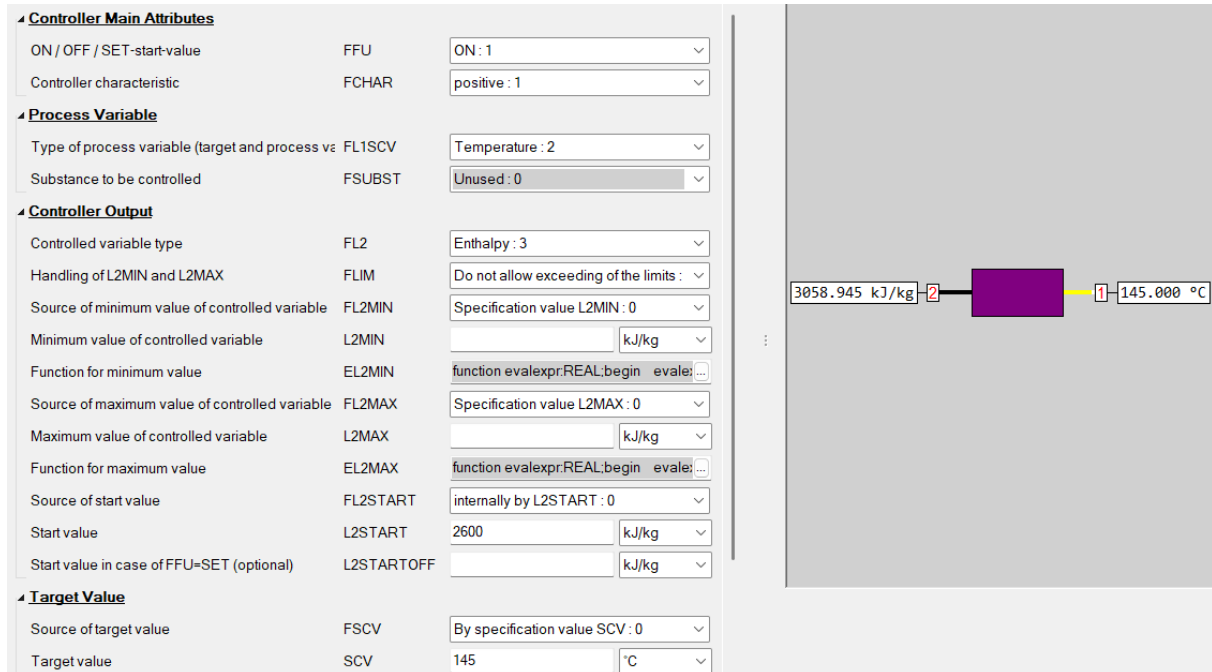 Controller Main Attributes
ON / OFF / SET-start-value FFU ON : 1
Controller characteristic FCHAR positive : 1
Process Variable
Type of process variable (target and process va FL1SCV Temperature : 2
Substance to be controlled FSUBST Unused : 0
Controller Output
Controlled variable type FL2 Enthalpy : 3
Handling of L2MIN and L2MAX FLIM Do not allow exceeding of the limits :
Source of minimum value of controlled variable FL2MIN Specification value L2MIN : 0
Minimum value of controlled variable L2MIN kJ/kg
Function for minimum value EL2MIN function evalexpr:REAL;begin evale: ...
Source of maximum value of controlled variable FL2MAX Specification value L2MAX : 0
Maximum value of controlled variable L2MAX kJ/kg
Function for maximum value EL2MAX function evalexpr:REAL;begin evale: ...
Source of start value FL2START internally by L2START : 0
Start value L2START 2600 kJ/kg
Start value in case of FFU=SET (optional) L2STARTOFF kJ/kg
Target Value
Source of target value FSCV By specification value SCV : 0
Target value SCV 145 °C
3058.945 kJ/kg 2 1 145.000 °C